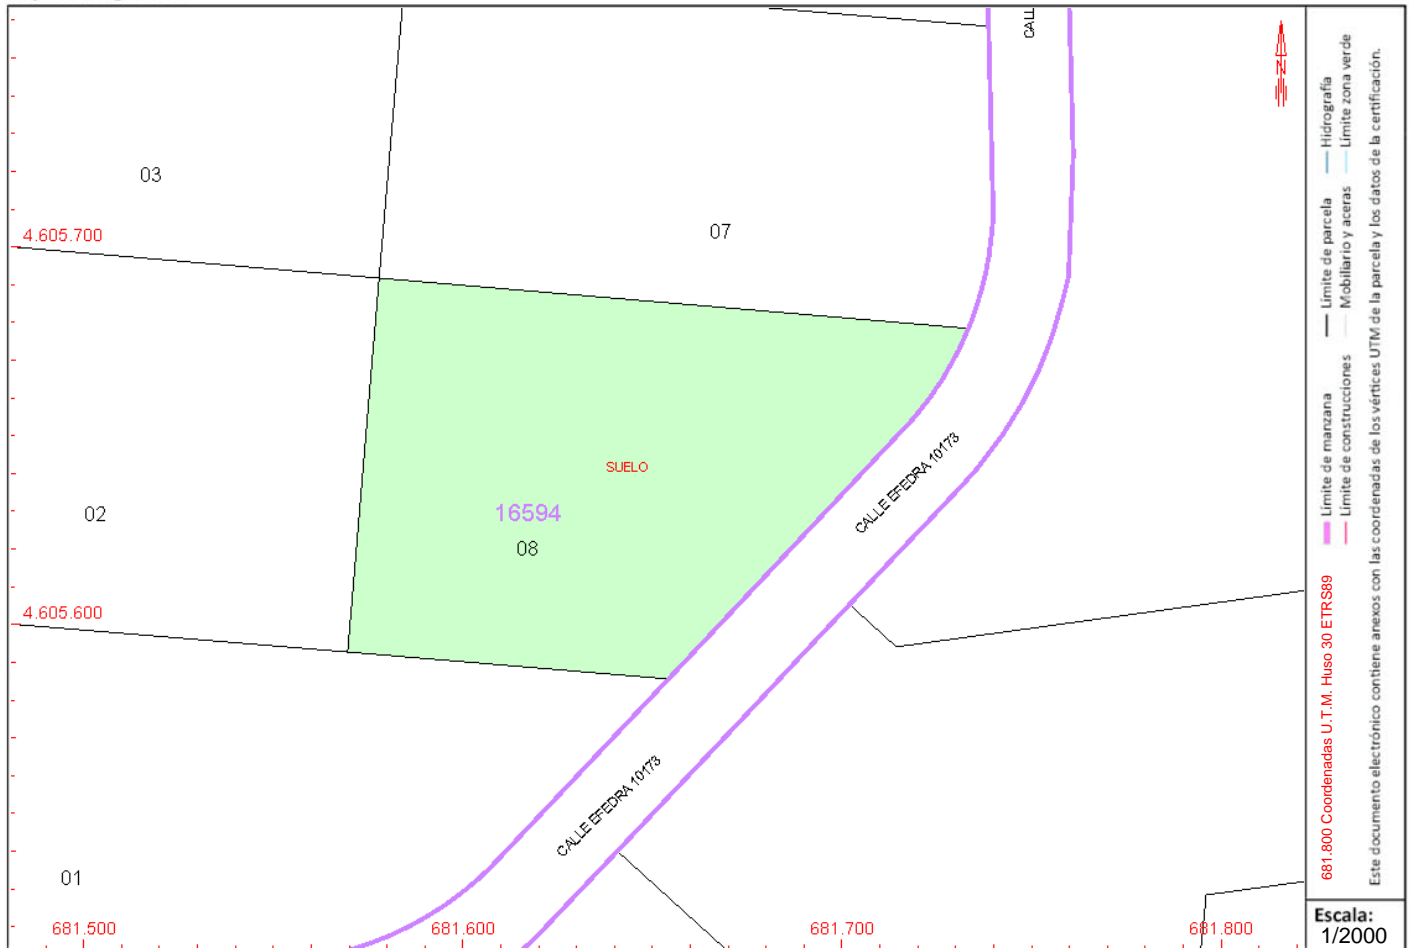 CALL
03
07
4.605.700
SUELO
16594
08
02
CALLE EFEDRA 10173
4.605.600
CALLE EFEDRA 10173
01
681.500
681.600
681.700
681.800
N
681.800 Coordenadas U.T.M. Huso 30 ETRS89
Límite de manzana
Límite de parcela
Hidrografía
Límite de construcciones
Mobiliario y aceras
Límite zona verde
Este documento electrónico contiene anexos con las coordenadas de los vértices UTM de la parcela y los datos de la certificación.
Escala:
1/2000